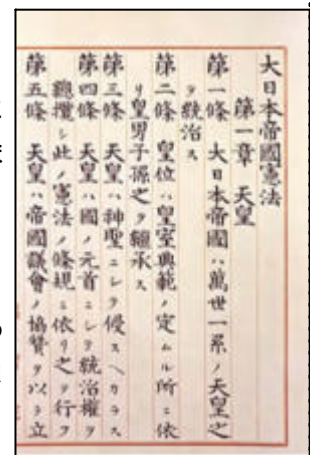 大日本帝國憲法
第一章 天皇
第一條 大日本帝國ハ萬世一系ノ天皇之
ヲ統治ス
第二條 皇位ハ皇室典範ノ定ムル所ニ依
リ皇男子孫之ヲ繼承ス
第三條 天皇ハ神聖ニシテ侵スヘカラス
第四條 天皇ハ國ノ元首ニシテ統治權ヲ
總攬シ此ノ憲法ノ條規ニ依リ之ヲ行フ
第五條 天皇ハ帝國議會ノ協贊ヲ以テ立